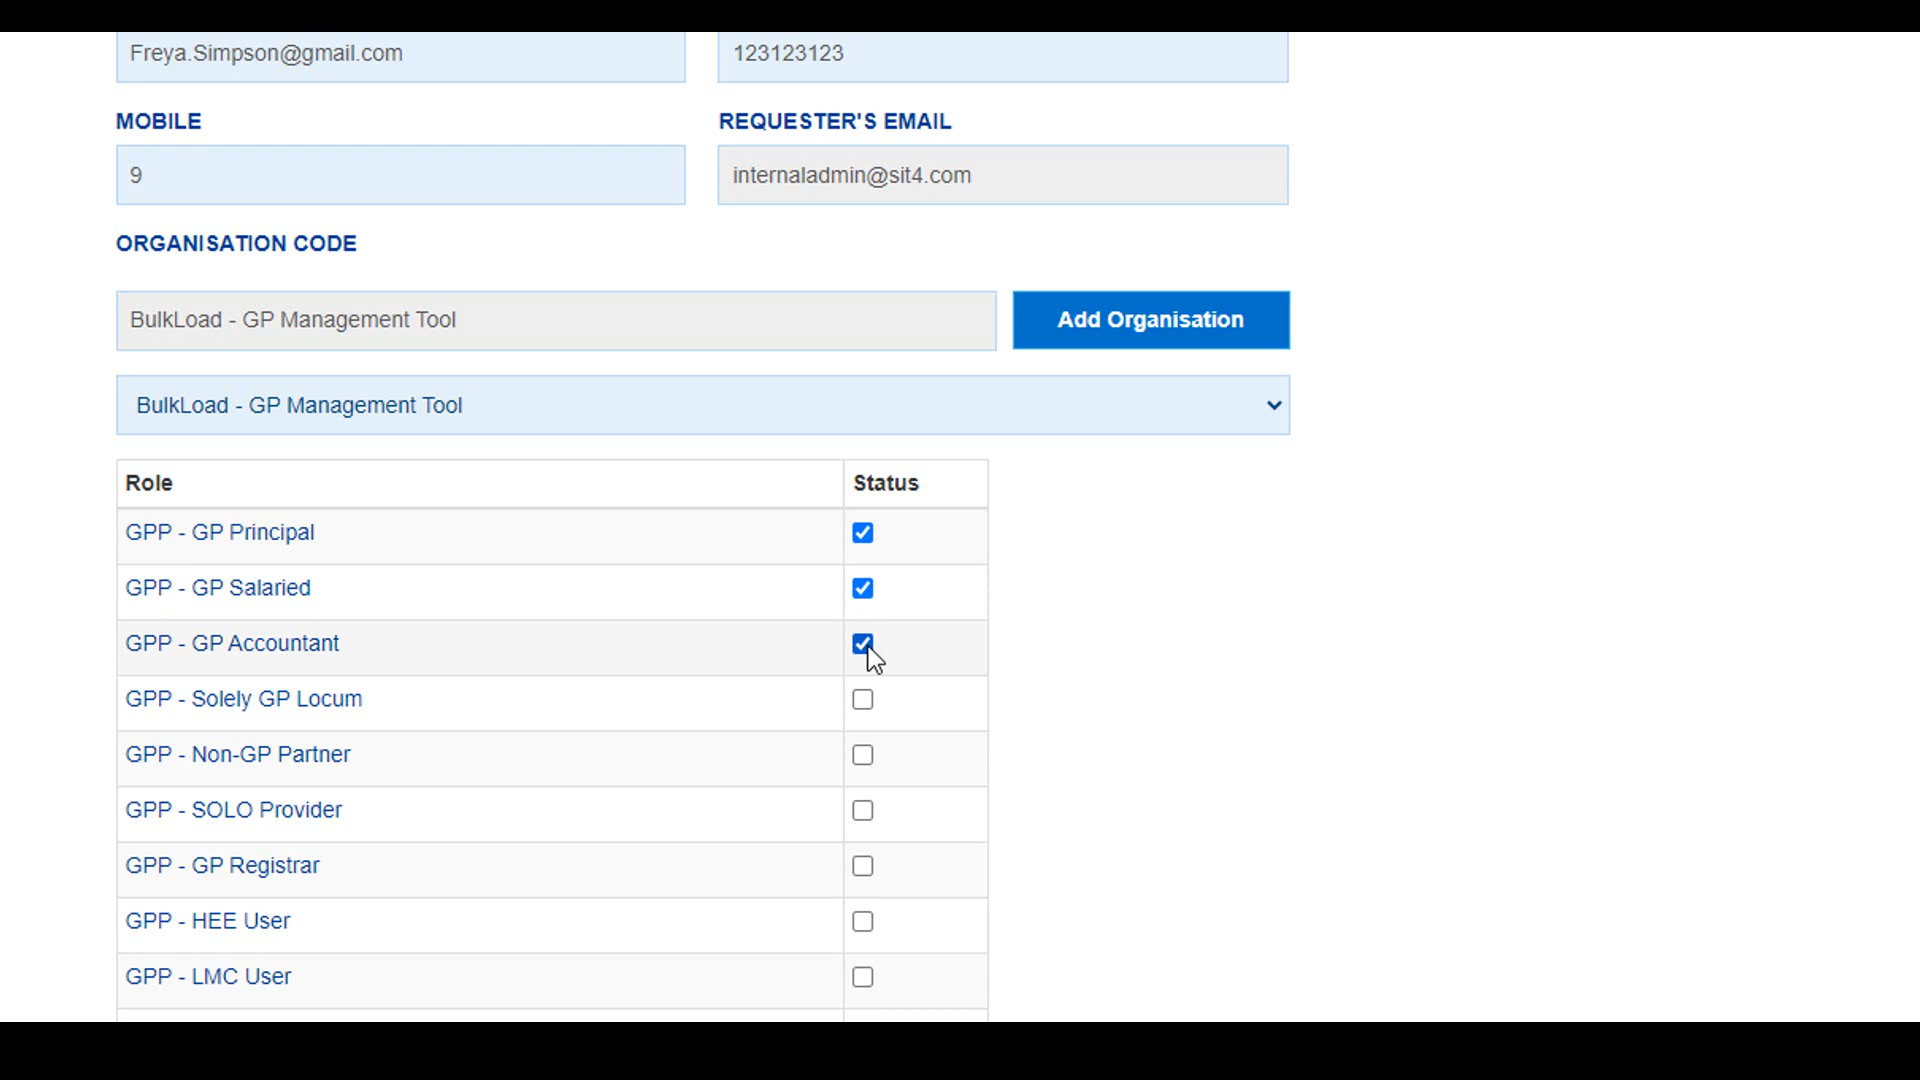 Freya.Simpson@gmail.com 123123123
MOBILE REQUESTER'S EMAIL
9 internaladmin@sit4.com
ORGANISATION CODE
BulkLoad - GP Management Tool Add Organisation
BulkLoad - GP Management Tool
Role Status
GPP - GP Principal
GPP - GP Salaried
GPP - GP Accountant
GPP - Solely GP Locum
GPP - Non-GP Partner
GPP - SOLO Provider
GPP - GP Registrar
GPP - HEE User
GPP - LMC User